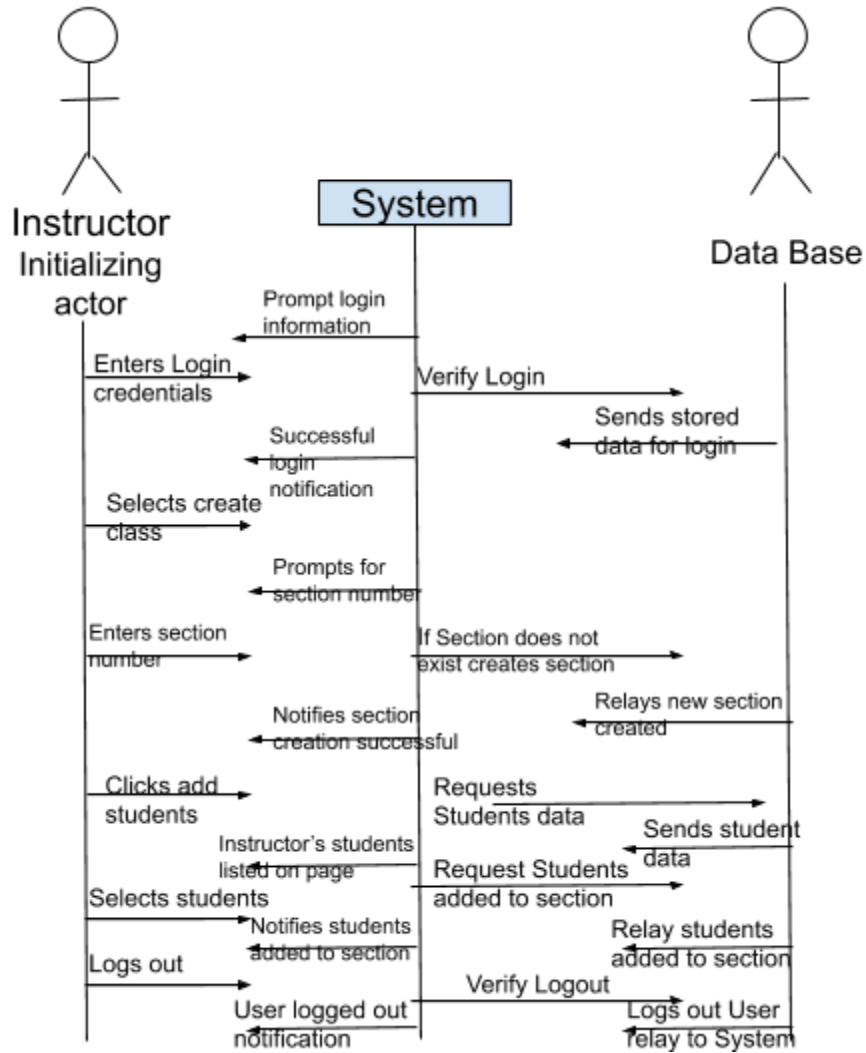 System
Instructor
Initializing
actor
Data Base
Prompt login
information
Enters Login
credentials
Verify Login
Sends stored
data for login
Successful
login
notification
Selects create
class
Prompts for
section number
Enters section
number
If Section does not
exist creates section
Relays new section
created
Notifies section
creation successful
Clicks add
students
Requests
Students data
Sends student
data
Instructor's students
listed on page
Request Students
added to section
Selects students
Notifies students
added to section
Relay students
added to section
Logs out
Verify Logout
User logged out
notification
Logs out User
relay to System